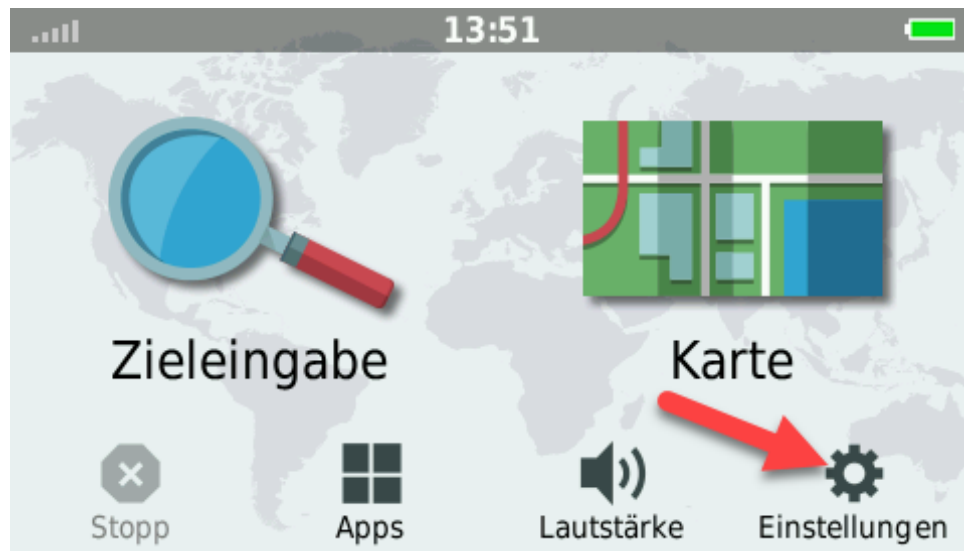 13:51
Zieleingabe
Karte
Stopp
Apps
Lautstärke
Einstellungen